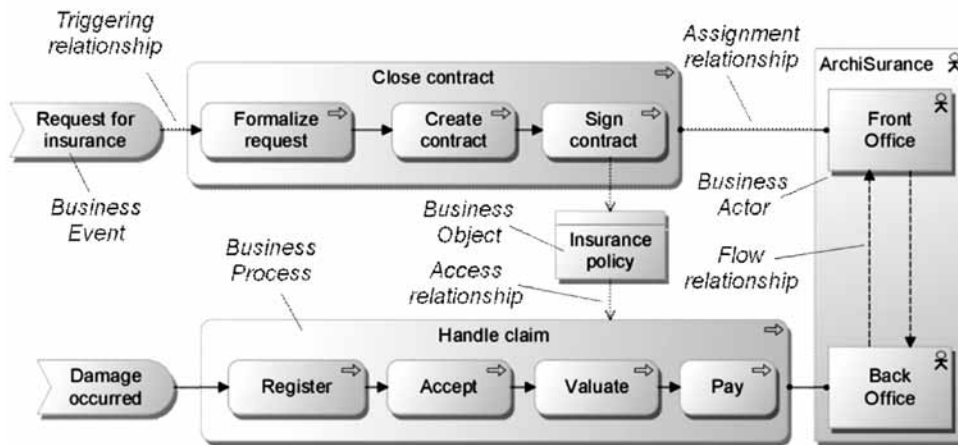 Triggering
relationship
Assignment
relationship
Close contract
ArchiSurance
Request for
insurance
Formalize
request
Create
contract
Sign
contract
Front
Office
Business
Event
Business
Object
Business
Actor
Insurance
policy
Business
Process
Access
relationship
Flow
relationship
Handle claim
Damage
occurred
Register
Accept
Valuate
Pay
Back
Office